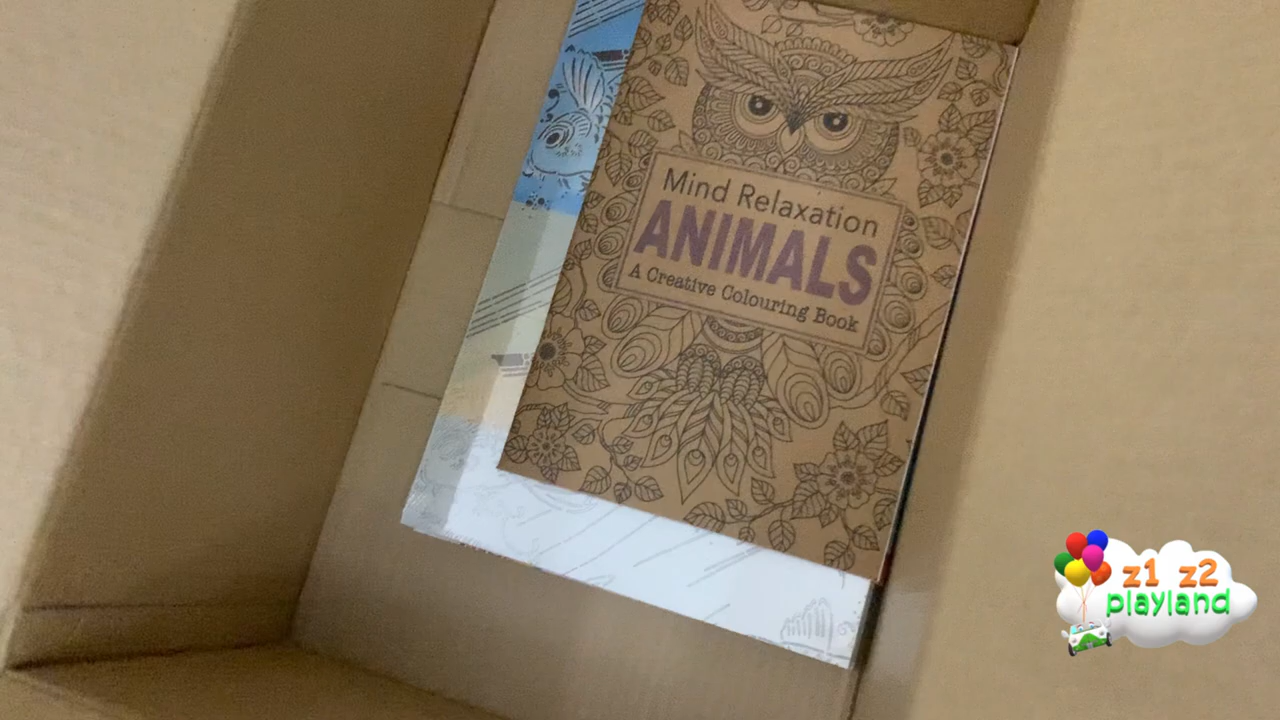 Mind Relaxation
ANIMALS
A Creative Colouring Book
z1 z2
playland